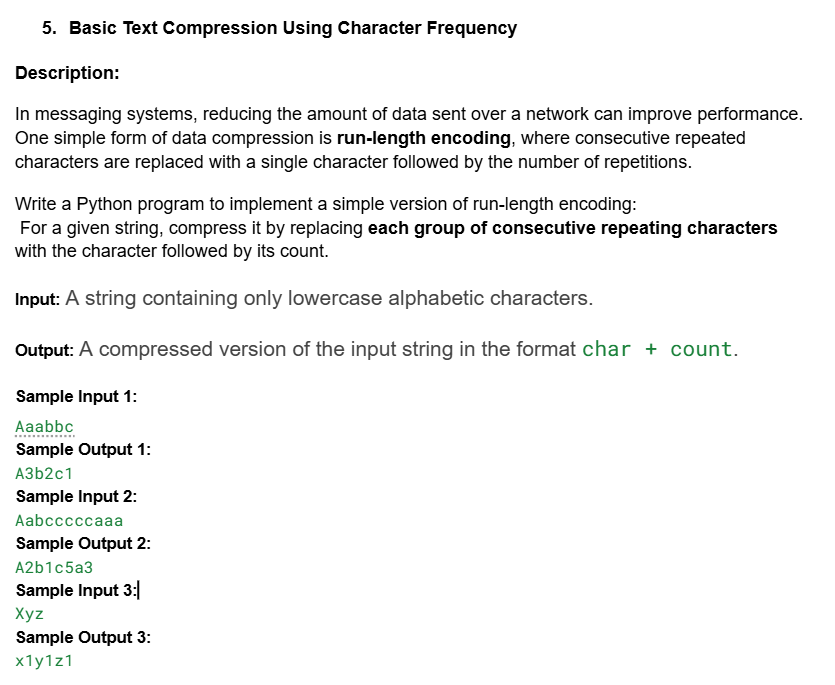 5. Basic Text Compression Using Character Frequency
Description:
In messaging systems, reducing the amount of data sent over a network can improve performance.
One simple form of data compression is run-length encoding, where consecutive repeated
characters are replaced with a single character followed by the number of repetitions.
Write a Python program to implement a simple version of run-length encoding:
For a given string, compress it by replacing each group of consecutive repeating characters
with the character followed by its count.
Input: A string containing only lowercase alphabetic characters.
Output: A compressed version of the input string in the format char + count.
Sample Input 1:
Aaabbc
Sample Output 1:
A3b2c1
Sample Input 2:
Aabcccccaaa
Sample Output 2:
A2b1c5a3
Sample Input 3:
Xyz
Sample Output 3:
x1y1z1